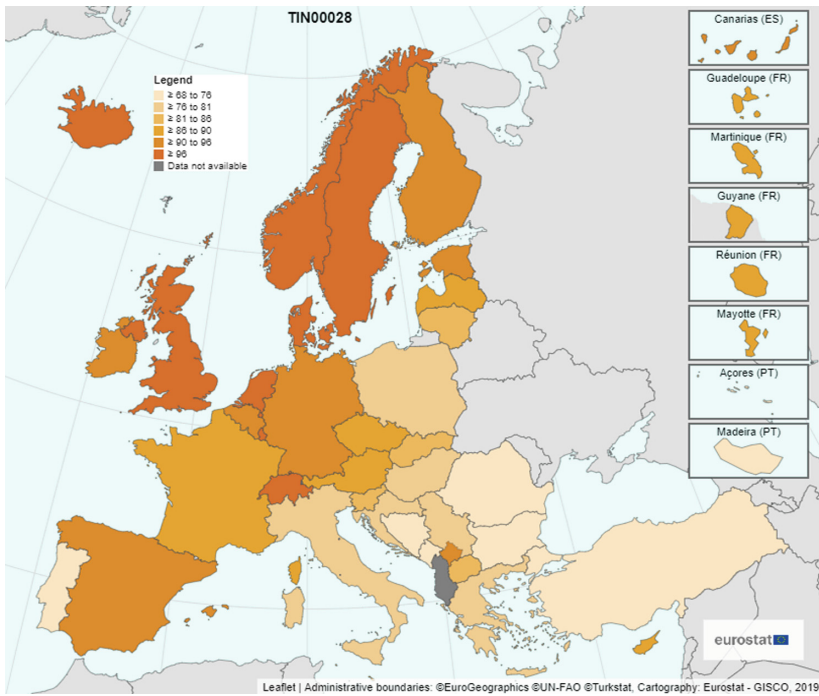 TIN00028
Legend
≥ 68 to 76
≥ 76 to 81
≥ 81 to 86
≥ 86 to 90
≥ 90 to 96
≥ 96
Data not available
Canarias (ES)
Guadeloupe (FR)
Martinique (FR)
Guyane (FR)
Réunion (FR)
Mayotte (FR)
Açores (PT)
Madeira (PT)
eurostat
Leaflet | Administrative boundaries: ©EuroGeographics ©UN-FAO ©Turkstat, Cartography: Eurostat - GISCO, 2019